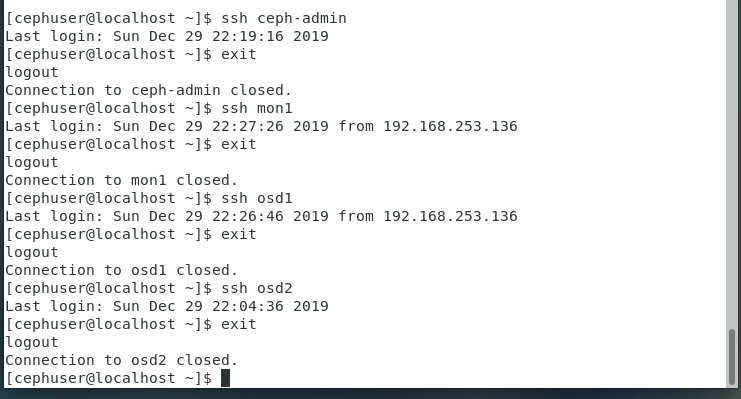 [cephuser@localhost ~]$ ssh ceph-admin
Last login: Sun Dec 29 22:19:16 2019
[cephuser@localhost ~]$ exit
logout
Connection to ceph-admin closed.
[cephuser@localhost ~]$ ssh mon1
Last login: Sun Dec 29 22:27:26 2019 from 192.168.253.136
[cephuser@localhost ~]$ exit
logout
Connection to mon1 closed.
[cephuser@localhost ~]$ ssh osd1
Last login: Sun Dec 29 22:26:46 2019 from 192.168.253.136
[cephuser@localhost ~]$ exit
logout
Connection to osd1 closed.
[cephuser@localhost ~]$ ssh osd2
Last login: Sun Dec 29 22:04:36 2019
[cephuser@localhost ~]$ exit
logout
Connection to osd2 closed.
[cephuser@localhost ~]$